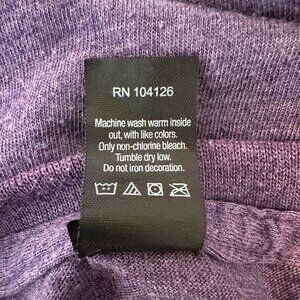 RN 104126
Machine wash warm inside
out, with like colors.
Only non-chlorine bleach.
Tumble dry low.
Do not iron decoration.